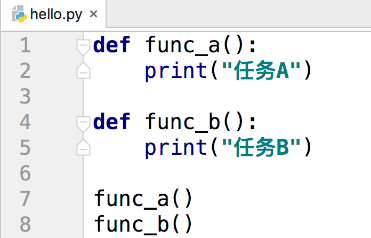 hello.py ×
1 def func_a():
2     print("任务A")
3
4 def func_b():
5     print("任务B")
6
7 func_a()
8 func_b()